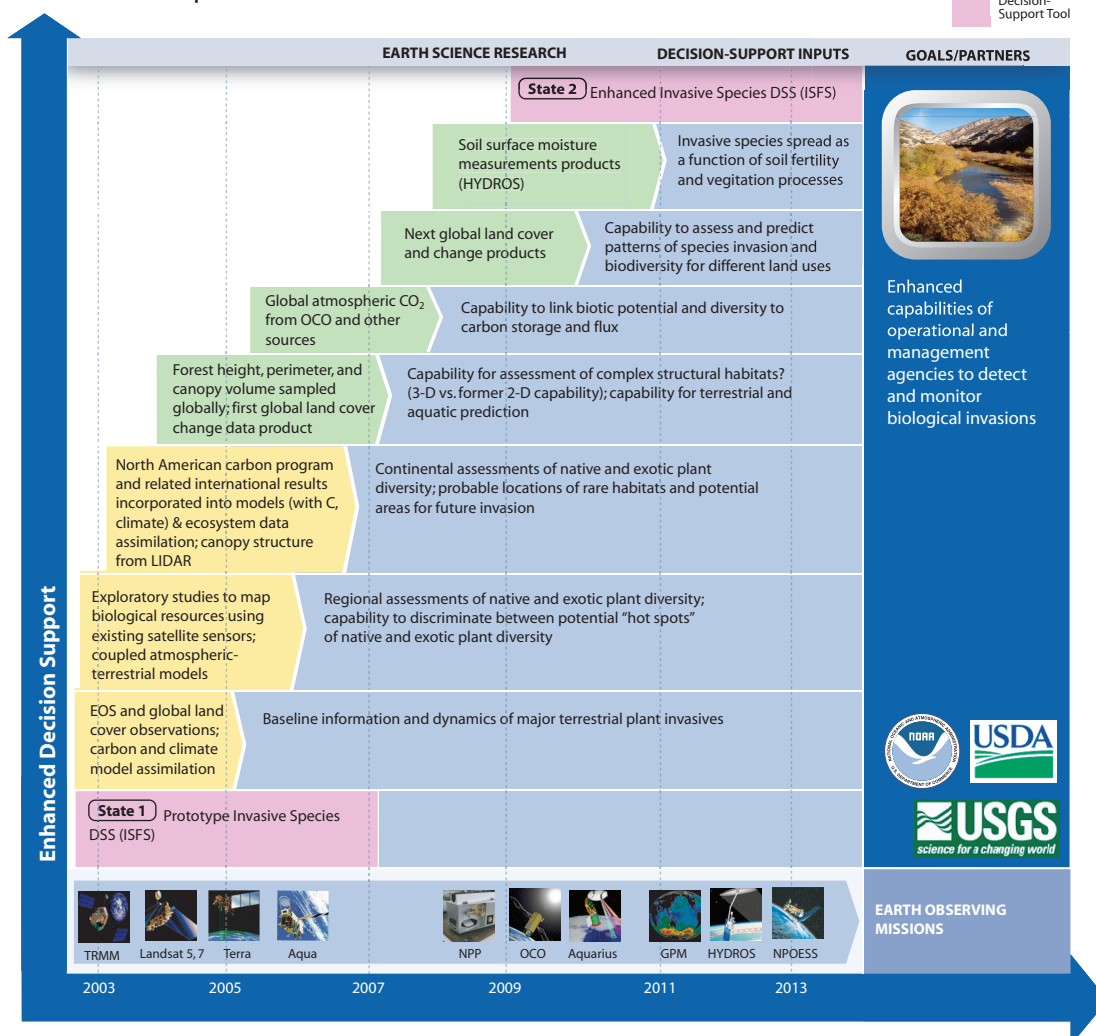 Decision-
Support Tool
EARTH SCIENCE RESEARCH
DECISION-SUPPORT INPUTS
GOALS/PARTNERS
State 2 Enhanced Invasive Species DSS (ISFS)
Soil surface moisture
measurements products
(HYDROS)
Invasive species spread as
a function of soil fertility
and vegitation processes
Next global land cover
and change products
Capability to assess and predict
patterns of species invasion and
biodiversity for different land uses
Global atmospheric CO₂
from OCO and other
sources
Capability to link biotic potential and diversity to
carbon storage and flux
Forest height, perimeter, and
canopy volume sampled
globally; first global land cover
change data product
Capability for assessment of complex structural habitats?
(3-D vs. former 2-D capability); capability for terrestrial and
aquatic prediction
North American carbon program
and related international results
incorporated into models (with C,
climate) & ecosystem data
assimilation; canopy structure
from LIDAR
Continental assessments of native and exotic plant
diversity; probable locations of rare habitats and potential
areas for future invasion
Exploratory studies to map
biological resources using
existing satellite sensors;
coupled atmospheric-
terrestrial models
Regional assessments of native and exotic plant diversity;
capability to discriminate between potential “hot spots”
of native and exotic plant diversity
EOS and global land
cover observations;
carbon and climate
model assimilation
Baseline information and dynamics of major terrestrial plant invasives
State 1 Prototype Invasive Species
DSS (ISFS)
Enhanced
capabilities of
operational and
management
agencies to detect
and monitor
biological invasions
NATIONAL OCEANIC AND ATMOSPHERIC ADMINISTRATION
NOAA
U.S. DEPARTMENT OF COMMERCE
USDA
USGS
science for a changing world
Enhanced Decision Support
TRMM
Landsat 5, 7
Terra
Aqua
NPP
OCO
Aquarius
GPM
HYDROS
NPOESS
EARTH OBSERVING
MISSIONS
2003
2005
2007
2009
2011
2013